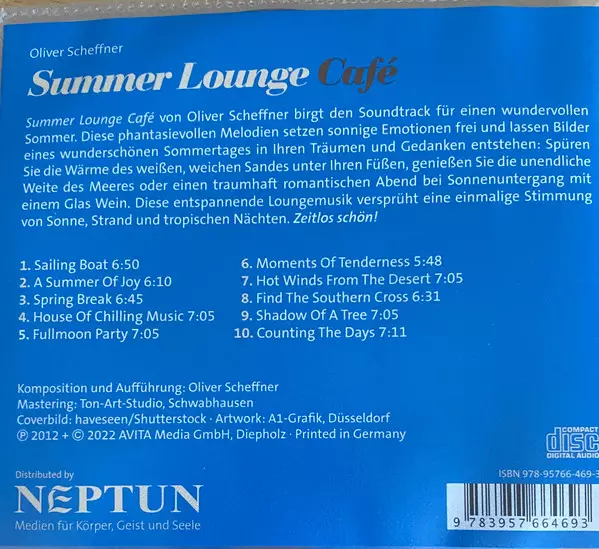 Oliver Scheffner
Summer Lounge Café
Summer Lounge Café von Oliver Scheffner birgt den Soundtrack für einen wundervollen
Sommer. Diese phantasievollen Melodien setzen sonnige Emotionen frei und lassen Bilder
eines wunderschönen Sommertages in Ihren Träumen und Gedanken entstehen: Spüren
Sie die Wärme des weißen, weichen Sandes unter Ihren Füßen, genießen Sie die unendliche
Weite des Meeres oder einen traumhaft romantischen Abend bei Sonnenuntergang mit
einem Glas Wein. Diese entspannende Loungemusik versprüht eine einmalige Stimmung
von Sonne, Strand und tropischen Nächten. Zeitlos schön!
1. Sailing Boat 6:50
2. A Summer Of Joy 6:10
3. Spring Break 6:45
4. House Of Chilling Music 7:05
5. Fullmoon Party 7:05
6. Moments Of Tenderness 5:48
7. Hot Winds From The Desert 7:05
8. Find The Southern Cross 6:31
9. Shadow Of A Tree 7:05
10. Counting The Days 7:11
Komposition und Aufführung: Oliver Scheffner
Mastering: Ton-Art-Studio, Schwabhausen
Coverbild: haveseen/Shutterstock · Artwork: A1-Grafik, Düsseldorf
℗ 2012 + © 2022 AVITA Media GmbH, Diepholz · Printed in Germany
COMPACT
disc
DIGITAL AUDIO
Distributed by
NEPTUN
Medien für Körper, Geist und Seele
ISBN 978-95766-469-3
9 783957 664693